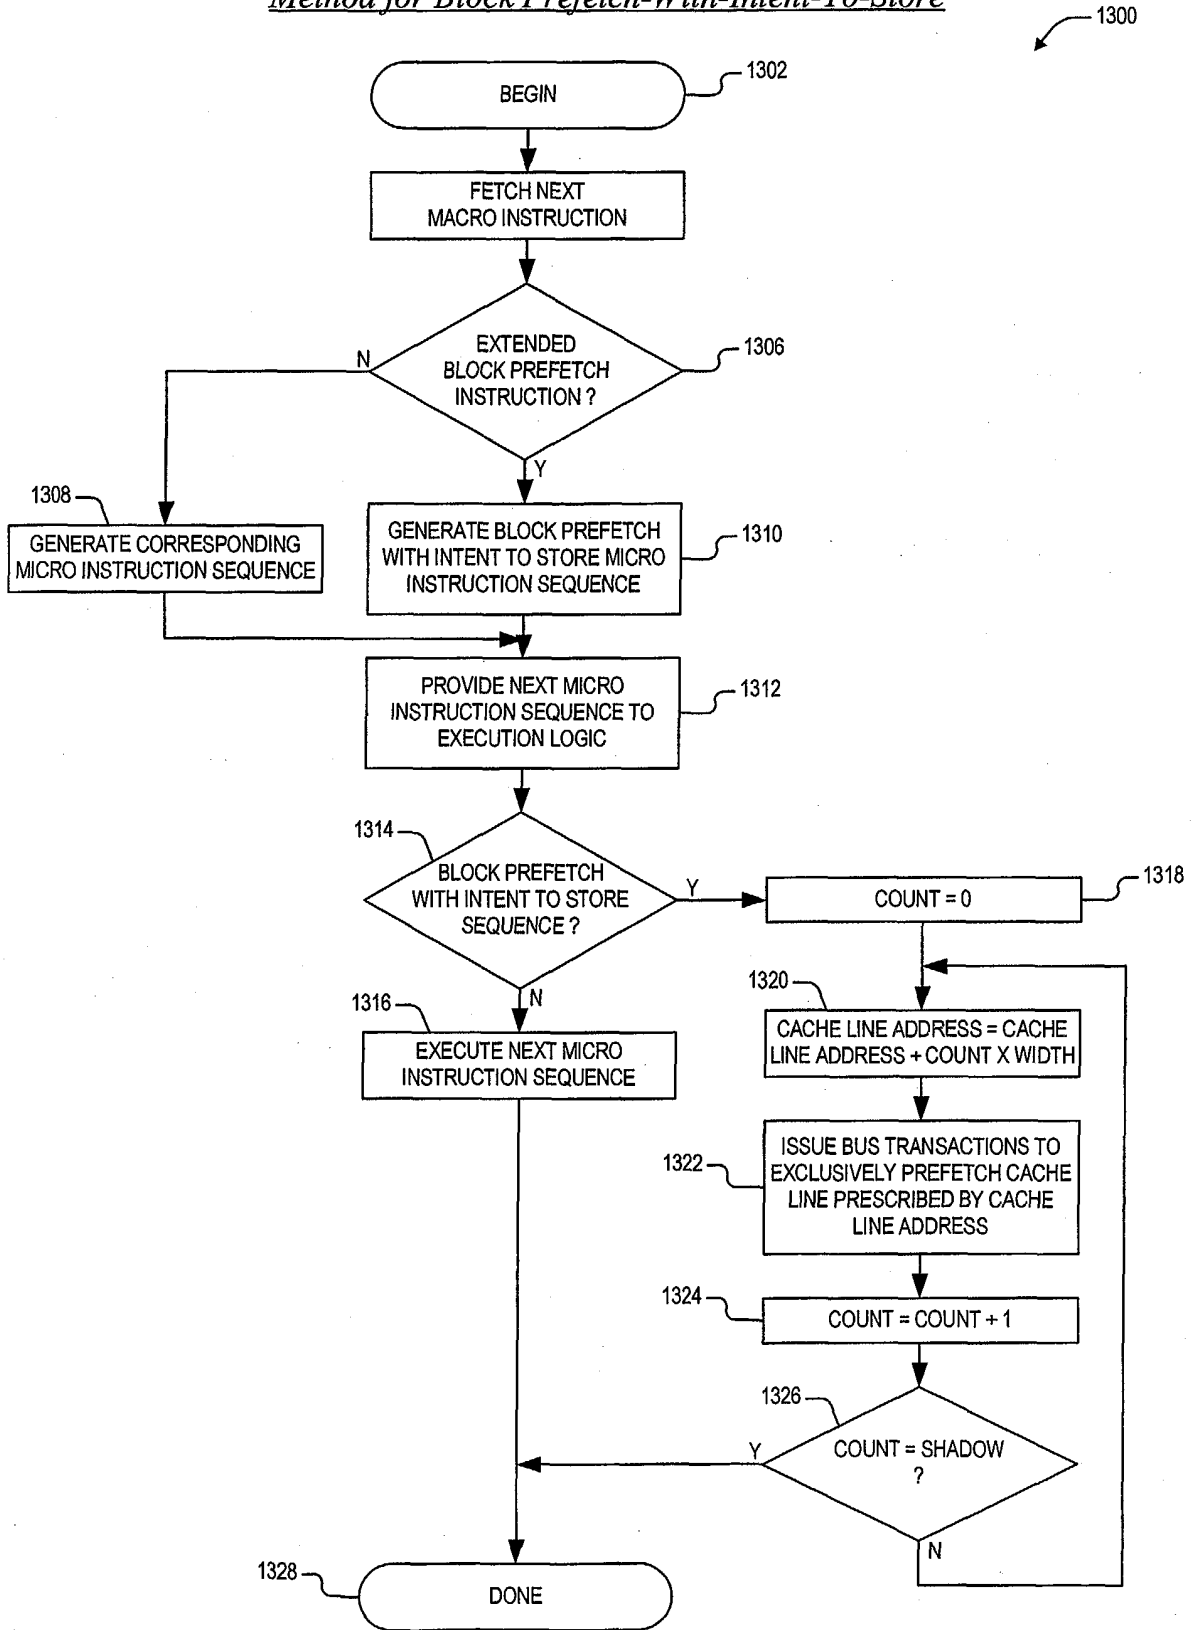 Method for Block Prefetch-With-Intent-To-Store
1300
BEGIN
1302
FETCH NEXT
MACRO INSTRUCTION
EXTENDED
BLOCK PREFETCH
INSTRUCTION ?
1306
N
Y
1308
GENERATE CORRESPONDING
MICRO INSTRUCTION SEQUENCE
GENERATE BLOCK PREFETCH
WITH INTENT TO STORE MICRO
INSTRUCTION SEQUENCE
1310
PROVIDE NEXT MICRO
INSTRUCTION SEQUENCE TO
EXECUTION LOGIC
1312
1314
BLOCK PREFETCH
WITH INTENT TO STORE
SEQUENCE ?
Y
N
COUNT = 0
1318
1316
EXECUTE NEXT MICRO
INSTRUCTION SEQUENCE
1320
CACHE LINE ADDRESS = CACHE
LINE ADDRESS + COUNT X WIDTH
1322
ISSUE BUS TRANSACTIONS TO
EXCLUSIVELY PREFETCH CACHE
LINE PRESCRIBED BY CACHE
LINE ADDRESS
1324
COUNT = COUNT + 1
1326
COUNT = SHADOW
?
Y
N
1328
DONE